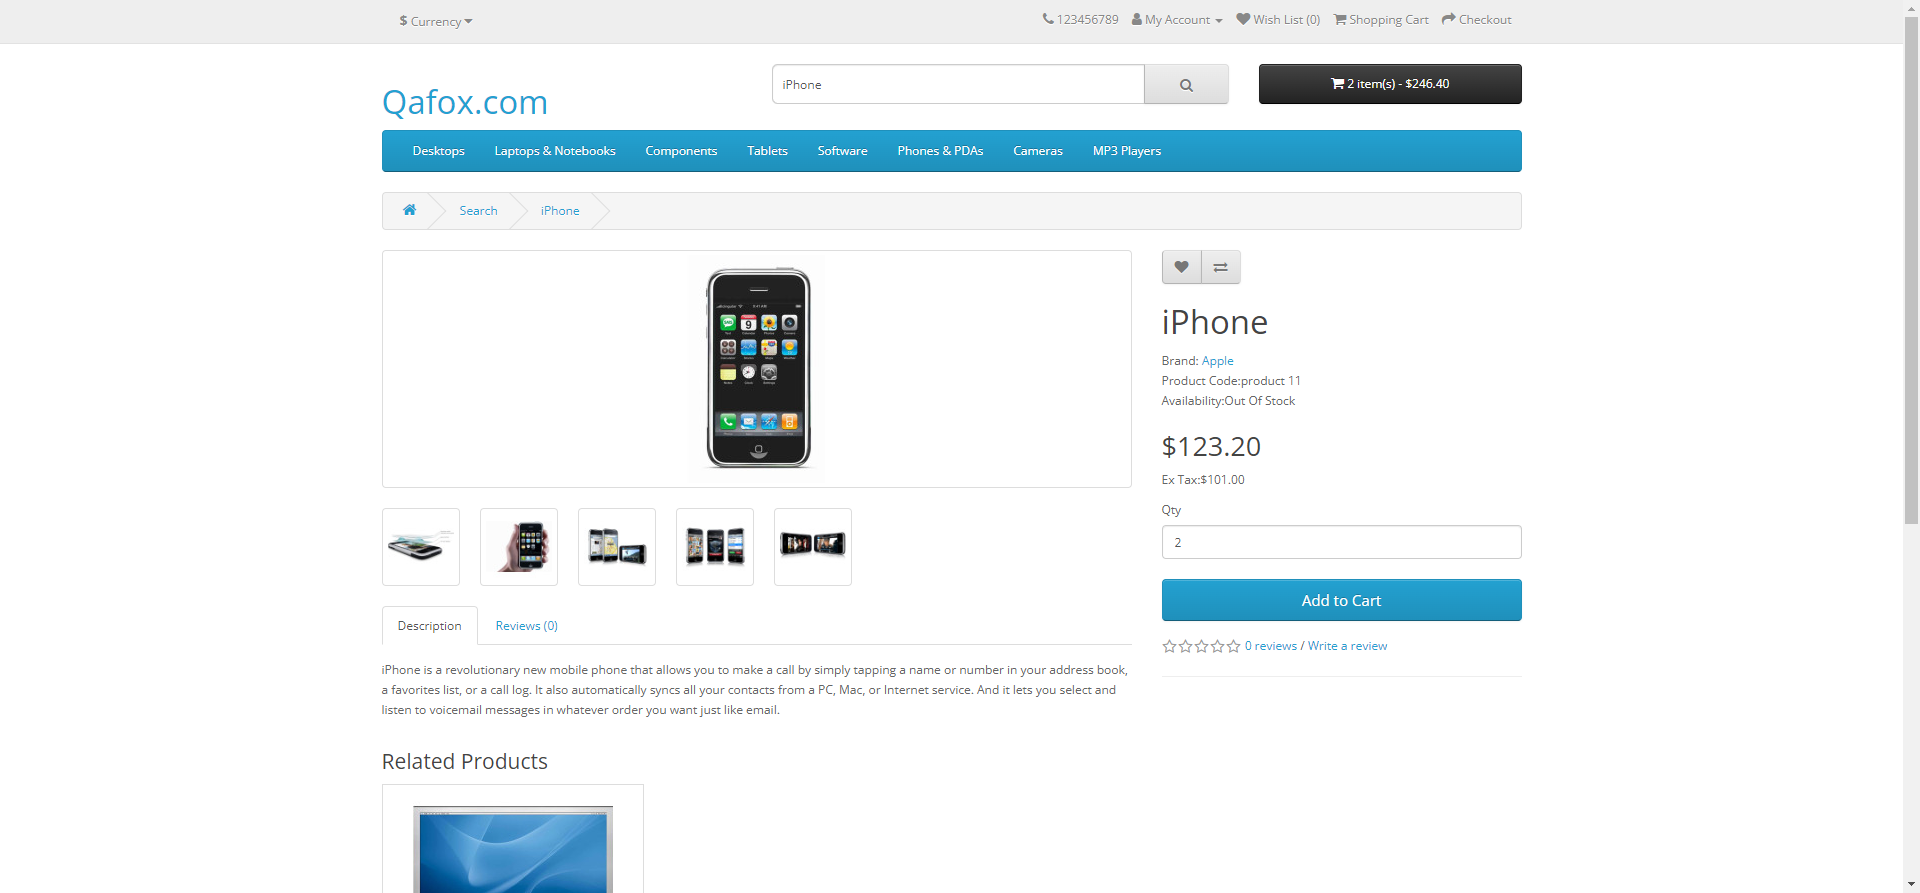 $ Currency
123456789 My Account Wish List (0) Shopping Cart Checkout
Qafox.com
iPhone
2 item(s) - $246.40
Desktops Laptops & Notebooks Components Tablets Software Phones & PDAs Cameras MP3 Players
Search iPhone
iPhone
Brand: Apple
Product Code:product 11
Availability:Out Of Stock
$123.20
Ex Tax:$101.00
Qty
2
Add to Cart
0 reviews / Write a review
Description Reviews (0)
iPhone is a revolutionary new mobile phone that allows you to make a call by simply tapping a name or number in your address book,
a favorites list, or a call log. It also automatically syncs all your contacts from a PC, Mac, or Internet service. And it lets you select and
listen to voicemail messages in whatever order you want just like email.
Related Products